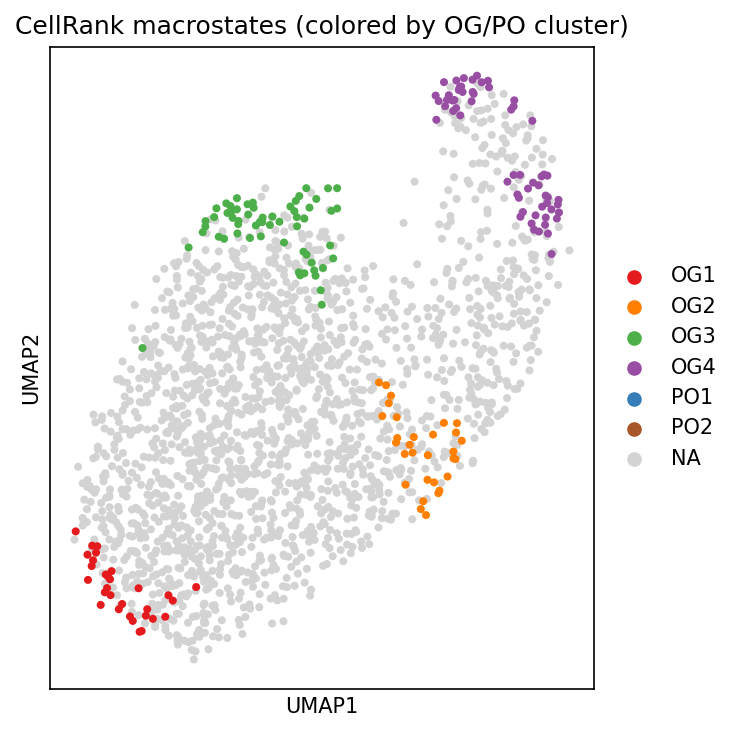 CellRank macrostates (colored by OG/PO cluster)
UMAP2
OG1
OG2
OG3
OG4
PO1
PO2
NA
UMAP1